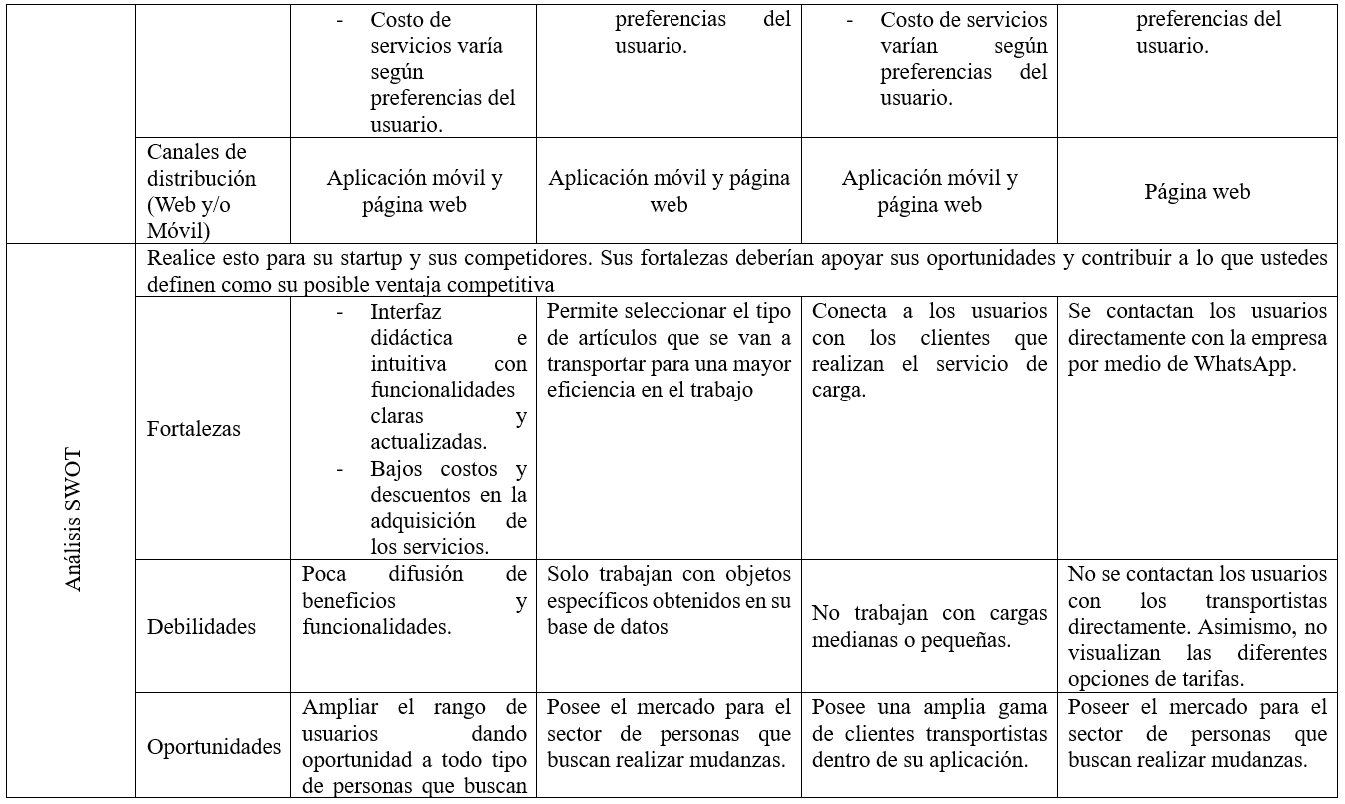 - Costo de
servicios varía
según
preferencias del
usuario.
preferencias del
usuario.
- Costo de servicios
varían según
preferencias del
usuario.
preferencias del
usuario.
Canales de
distribución
(Web y/o
Móvil)
Aplicación móvil y
página web
Aplicación móvil y página
web
Aplicación móvil y
página web
Página web
Análisis SWOT
Realice esto para su startup y sus competidores. Sus fortalezas deberían apoyar sus oportunidades y contribuir a lo que ustedes
definen como su posible ventaja competitiva
Fortalezas
- Interfaz
didáctica e
intuitiva con
funcionalidades
claras y
actualizadas.
- Bajos costos y
descuentos en la
adquisición de
los servicios.
Permite seleccionar el tipo
de artículos que se van a
transportar para una mayor
eficiencia en el trabajo
Conecta a los usuarios
con los clientes que
realizan el servicio de
carga.
Se contactan los usuarios
directamente con la empresa
por medio de WhatsApp.
Debilidades
Poca difusión de
beneficios y
funcionalidades.
Solo trabajan con objetos
específicos obtenidos en su
base de datos
No trabajan con cargas
medianas o pequeñas.
No se contactan los usuarios
con los transportistas
directamente. Asimismo, no
visualizan las diferentes
opciones de tarifas.
Oportunidades
Ampliar el rango de
usuarios dando
oportunidad a todo tipo
de personas que buscan
Posee el mercado para el
sector de personas que
buscan realizar mudanzas.
Posee una amplia gama
de clientes transportistas
dentro de su aplicación.
Poseer el mercado para el
sector de personas que
buscan realizar mudanzas.